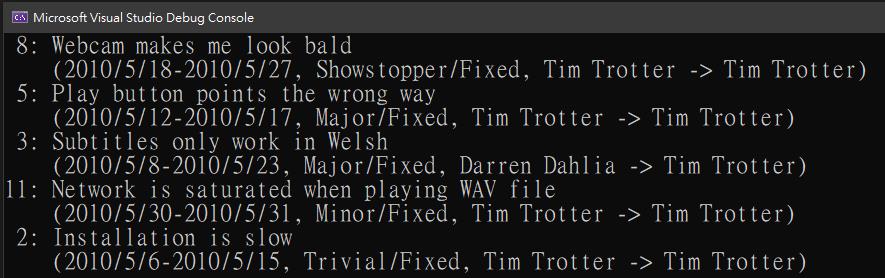 Microsoft Visual Studio Debug Console
8: Webcam makes me look bald
(2010/5/18-2010/5/27, Showstopper/Fixed, Tim Trotter -> Tim Trotter)
5: Play button points the wrong way
(2010/5/12-2010/5/17, Major/Fixed, Tim Trotter -> Tim Trotter)
3: Subtitles only work in Welsh
(2010/5/8-2010/5/23, Major/Fixed, Darren Dahlia -> Tim Trotter)
11: Network is saturated when playing WAV file
(2010/5/30-2010/5/31, Minor/Fixed, Tim Trotter -> Tim Trotter)
2: Installation is slow
(2010/5/6-2010/5/15, Trivial/Fixed, Tim Trotter -> Tim Trotter)